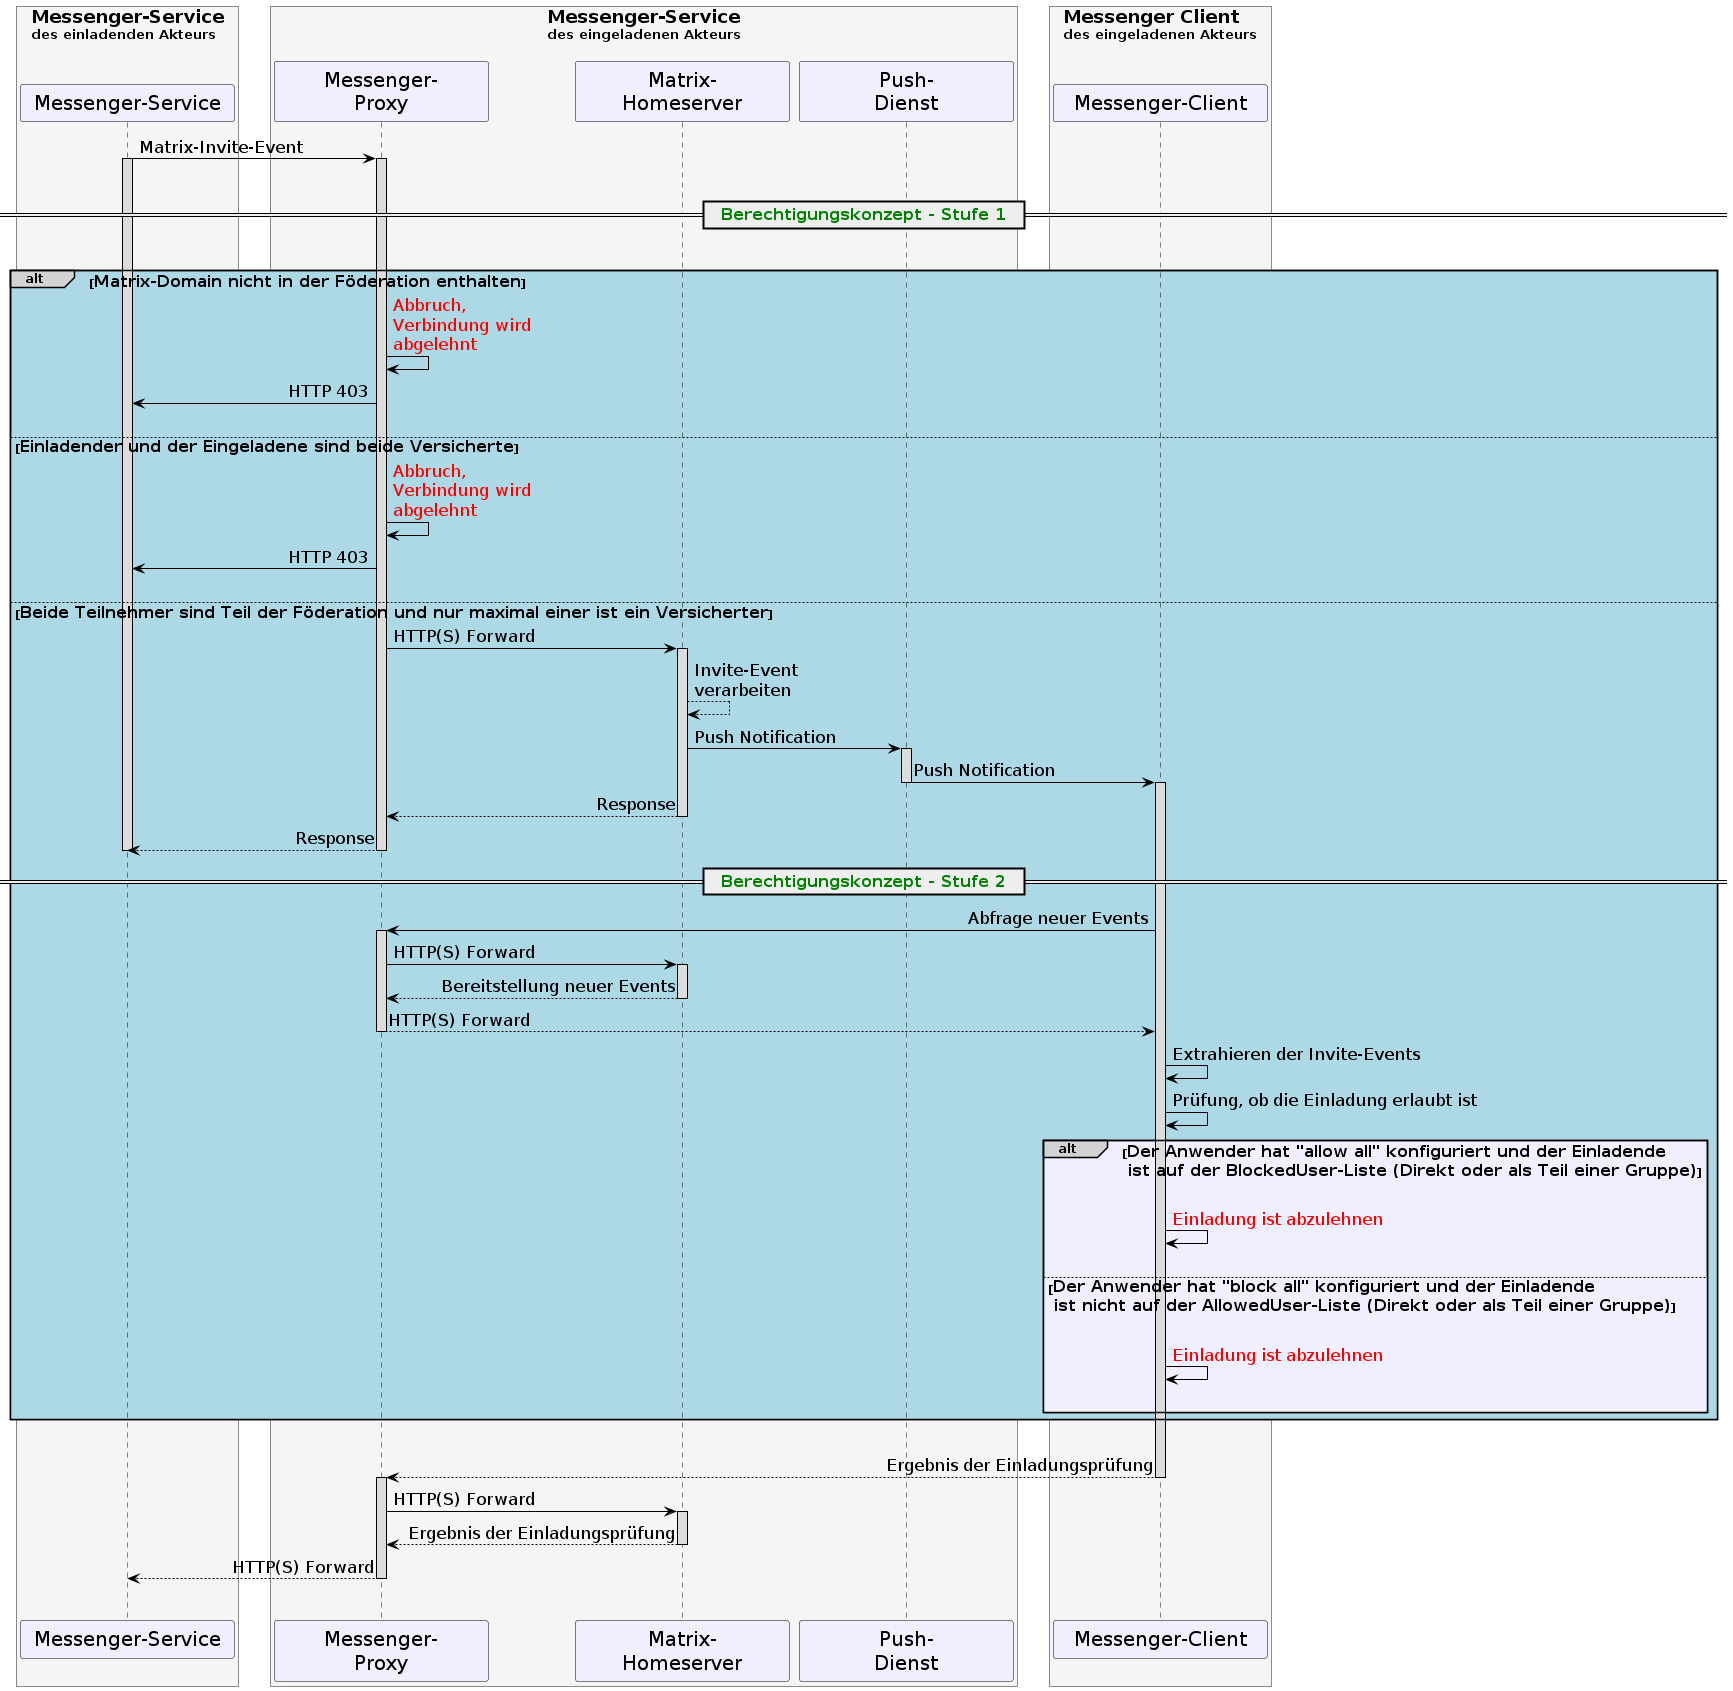 Messenger-Service
des einladenden Akteurs
Messenger-Service
des eingeladenen Akteurs
Messenger Client
des eingeladenen Akteurs
Messenger-Service
Messenger-
Proxy
Matrix-
Homeserver
Push-
Dienst
Messenger-Client
Matrix-Invite-Event
Berechtigungskonzept - Stufe 1
alt
[Matrix-Domain nicht in der Föderation enthalten]
Abbruch,
Verbindung wird
abgelehnt
HTTP 403
[Einladender und der Eingeladene sind beide Versicherte]
Abbruch,
Verbindung wird
abgelehnt
HTTP 403
[Beide Teilnehmer sind Teil der Föderation und nur maximal einer ist ein Versicherter]
HTTP(S) Forward
Invite-Event
verarbeiten
Push Notification
Push Notification
Response
Response
Berechtigungskonzept - Stufe 2
Abfrage neuer Events
HTTP(S) Forward
Bereitstellung neuer Events
HTTP(S) Forward
Extrahieren der Invite-Events
Prüfung, ob die Einladung erlaubt ist
alt
[Der Anwender hat "allow all" konfiguriert und der Einladende
ist auf der BlockedUser-Liste (Direkt oder als Teil einer Gruppe)]
Einladung ist abzulehnen
[Der Anwender hat "block all" konfiguriert und der Einladende
ist nicht auf der AllowedUser-Liste (Direkt oder als Teil einer Gruppe)]
Einladung ist abzulehnen
Ergebnis der Einladungsprüfung
HTTP(S) Forward
Ergebnis der Einladungsprüfung
HTTP(S) Forward
Messenger-Service
Messenger-
Proxy
Matrix-
Homeserver
Push-
Dienst
Messenger-Client